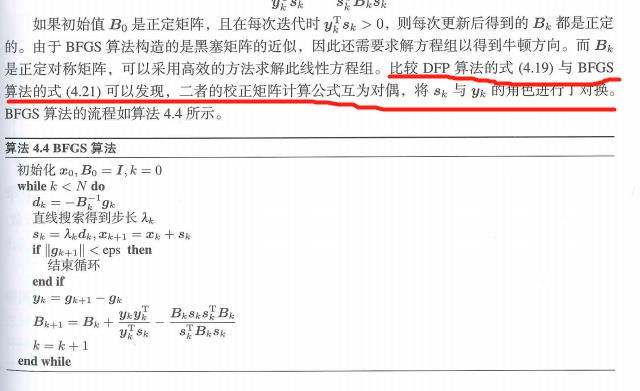 y_k^T s_k    s_k^T B_k s_k
如果初始值 B_0 是正定矩阵，且在每次迭代时 y_k^T s_k > 0，则每次更新后得到的 B_k 都是正定
的。由于 BFGS 算法构造的是黑塞矩阵的近似，因此还需要求解方程组以得到牛顿方向。而 B_k
是正定对称矩阵，可以采用高效的方法求解此线性方程组。比较 DFP 算法的式 (4.19) 与 BFGS
算法的式 (4.21) 可以发现，二者的校正矩阵计算公式互为对偶，将 s_k 与 y_k 的角色进行了对换。
BFGS 算法的流程如算法 4.4 所示。
算法 4.4 BFGS 算法
初始化 x_0, B_0 = I, k = 0
while k < N do
d_k = −B_k^{-1} g_k
直线搜索得到步长 λ_k
s_k = λ_k d_k, x_{k+1} = x_k + s_k
if ‖g_{k+1}‖ < eps then
结束循环
end if
y_k = g_{k+1} − g_k
B_{k+1} = B_k + \frac{y_k y_k^T}{y_k^T s_k} − \frac{B_k s_k s_k^T B_k}{s_k^T B_k s_k}
k = k + 1
end while